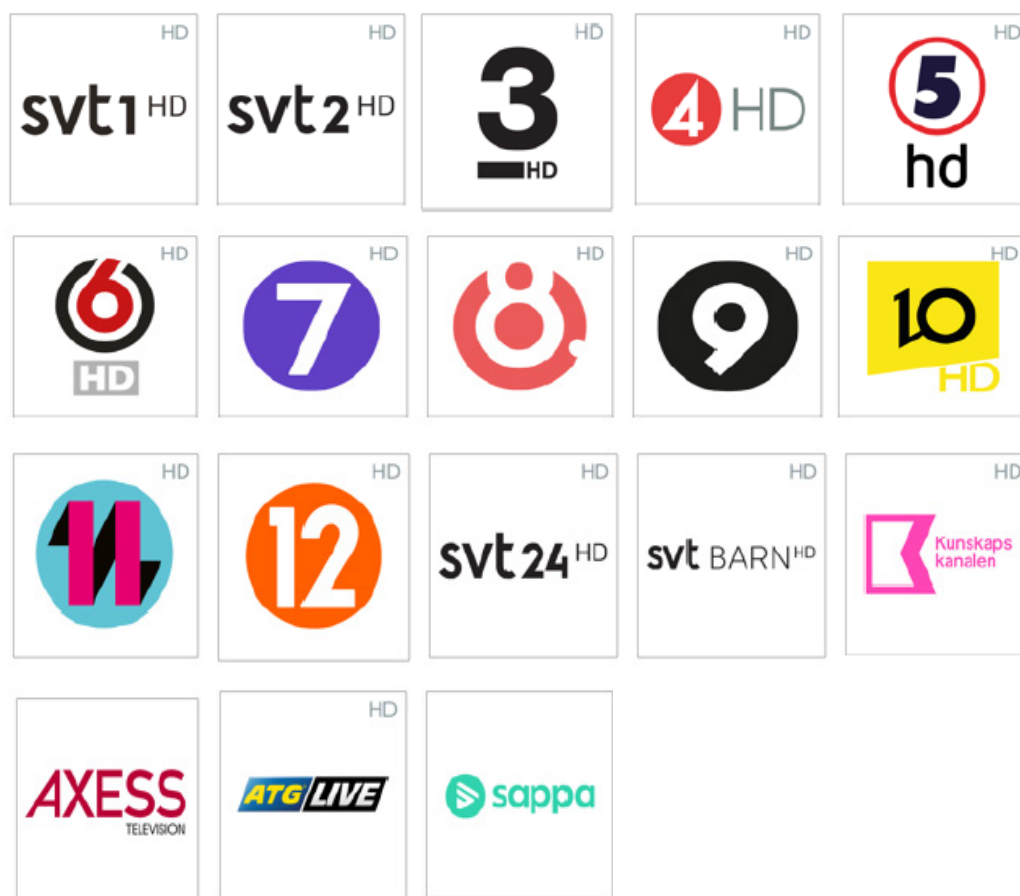 HD HD HD HD HD
svt1 HD svt2 HD 3 HD 4 HD 5 hd
HD HD HD HD HD
6 HD 7 8 9 10 HD
HD HD HD HD HD
11 12 svt24 HD svt BARN HD Kunskaps
kanalen
HD
AXESS TELEVISION ATG LIVE sappa